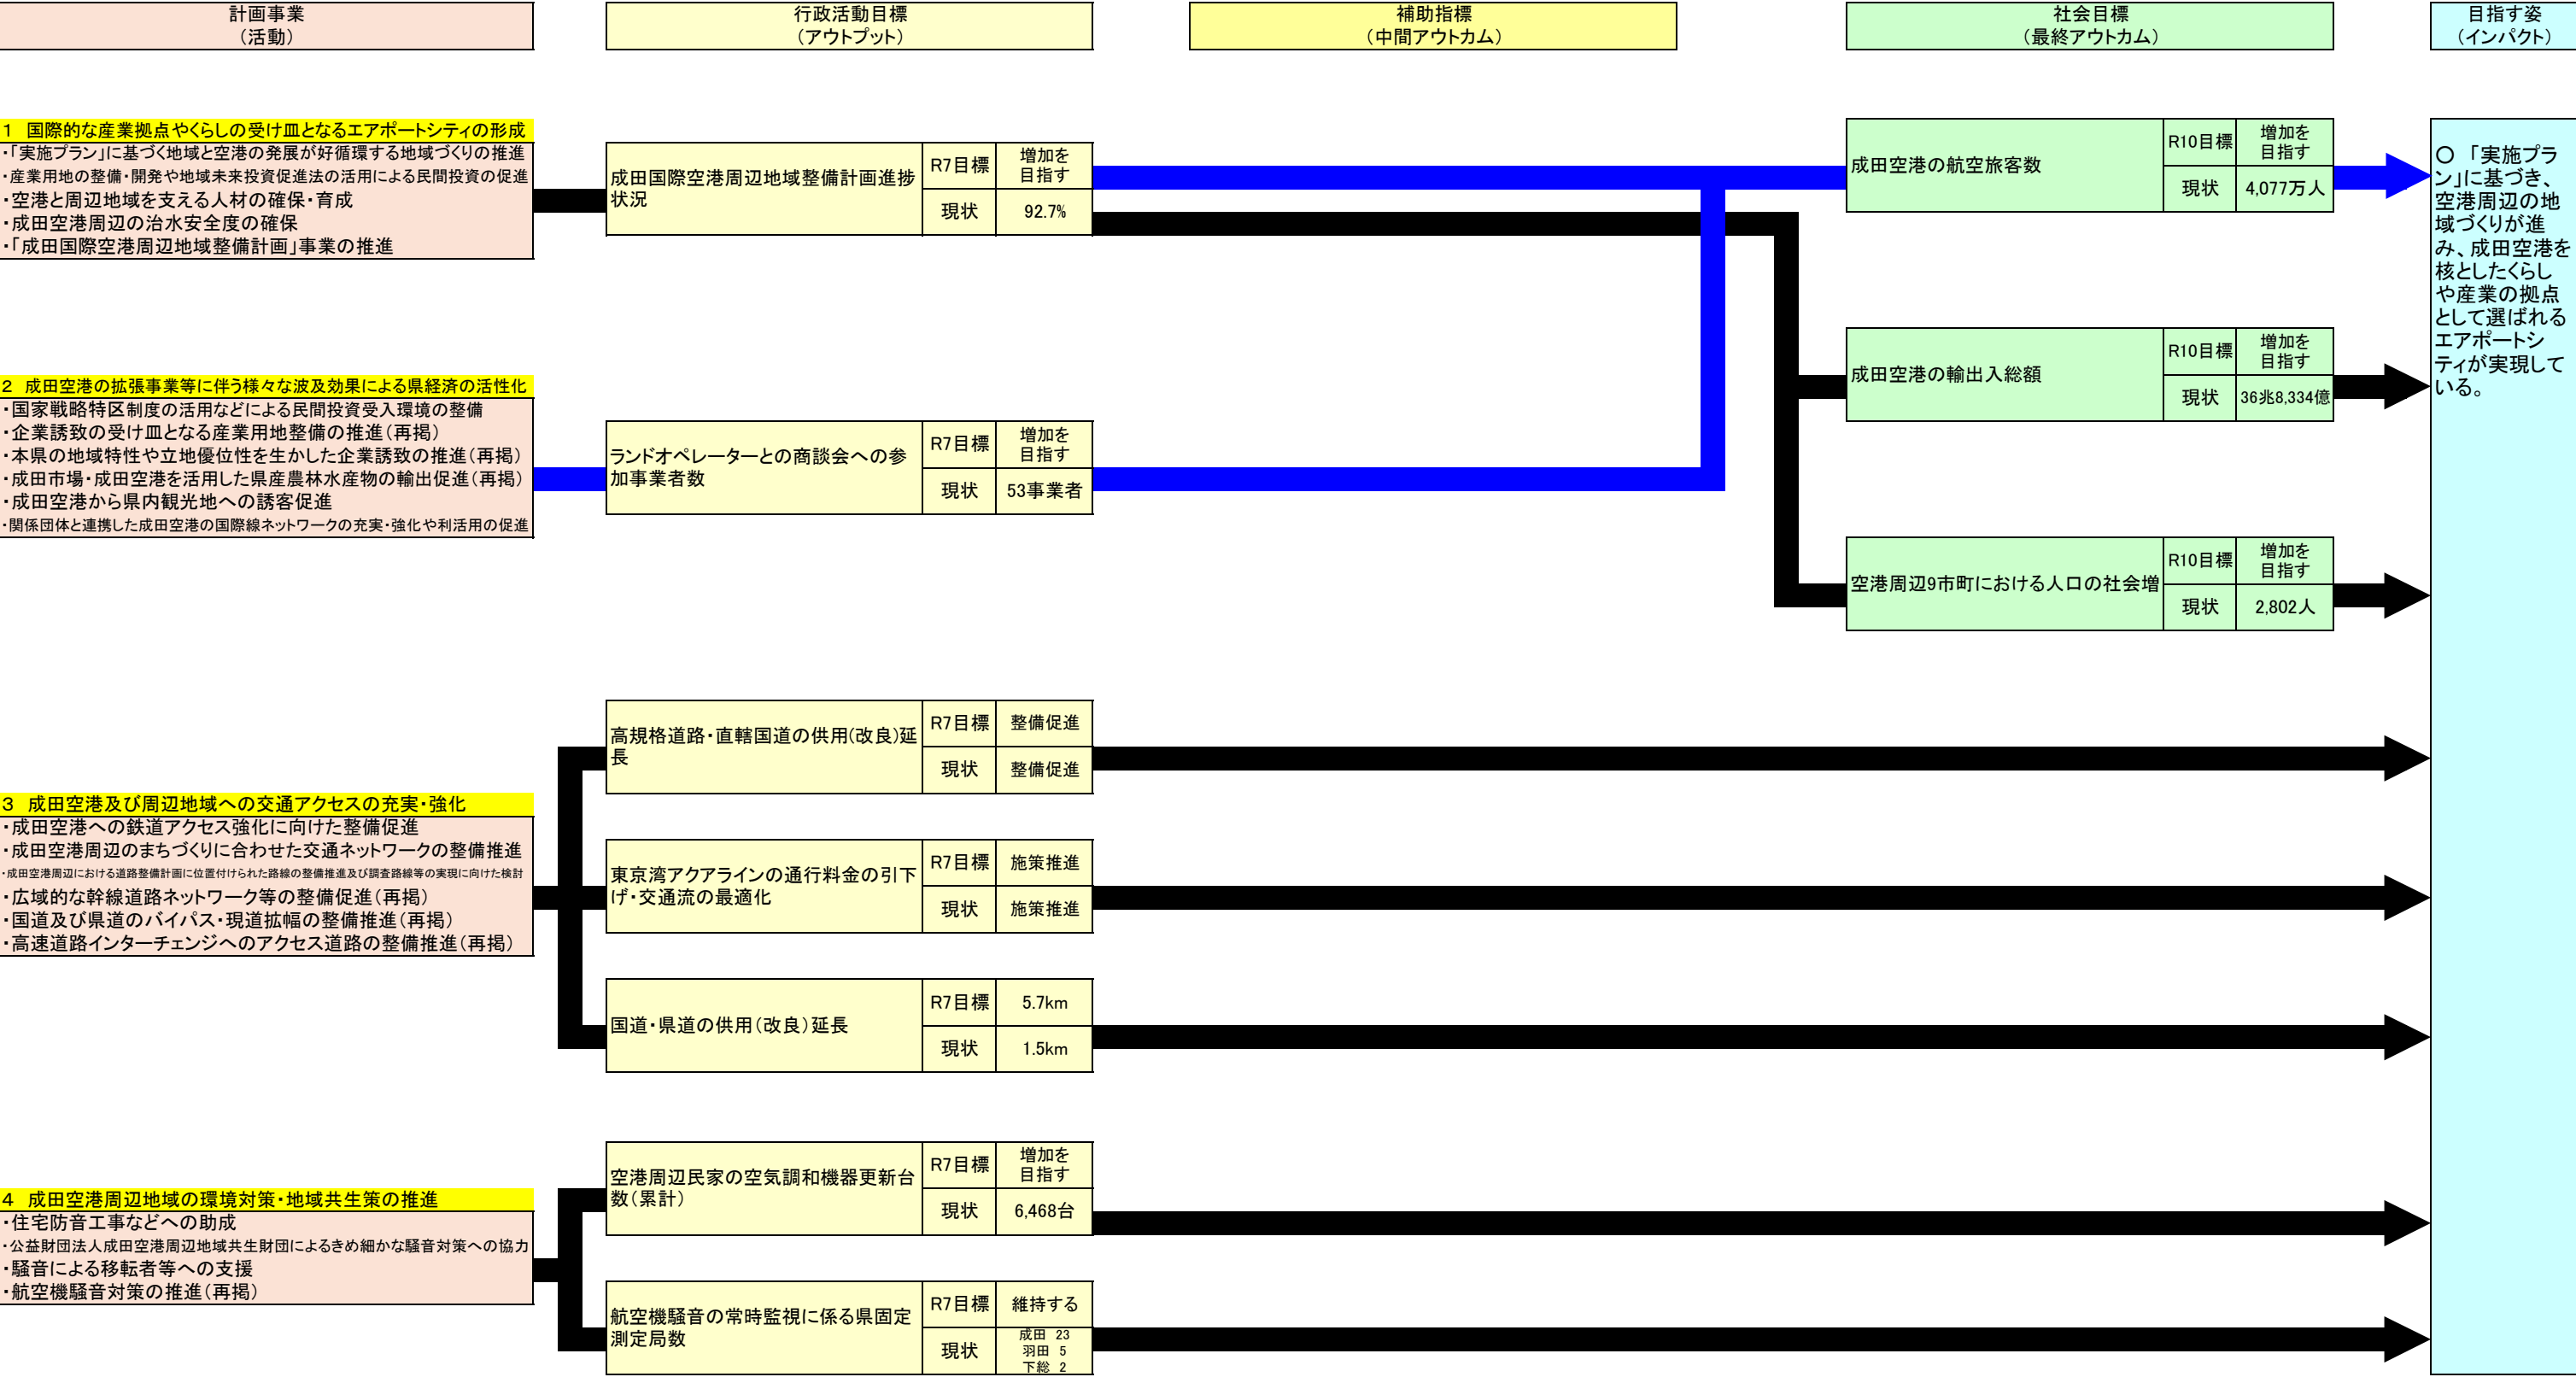 計画事業
（活動）
行政活動目標
（アウトプット）
補助指標
（中間アウトカム）
社会目標
（最終アウトカム）
目指す姿
（インパクト）
1　国際的な産業拠点やくらしの受け皿となるエアポートシティの形成
・「実施プラン」に基づく地域と空港の発展が好循環する地域づくりの推進
・産業用地の整備・開発や地域未来投資促進法の活用による民間投資の促進
・空港と周辺地域を支える人材の確保・育成
・成田空港周辺の治水安全度の確保
・「成田国際空港周辺地域整備計画」事業の推進
成田国際空港周辺地域整備計画進捗
状況
R7目標
増加を
目指す
現状
92.7%
成田空港の航空旅客数
R10目標
増加を
目指す
現状
4,077万人
〇 「実施プラ
ン」に基づき、
空港周辺の地
域づくりが進
み、成田空港を
核としたくらし
や産業の拠点
として選ばれる
エアポートシ
ティが実現して
いる。
2　成田空港の拡張事業等に伴う様々な波及効果による県経済の活性化
・国家戦略特区制度の活用などによる民間投資受入環境の整備
・企業誘致の受け皿となる産業用地整備の推進（再掲）
・本県の地域特性や立地優位性を生かした企業誘致の推進（再掲）
・成田市場・成田空港を活用した県産農林水産物の輸出促進（再掲）
・成田空港から県内観光地への誘客促進
・関係団体と連携した成田空港の国際線ネットワークの充実・強化や利活用の促進
ランドオペレーターとの商談会への参
加事業者数
R7目標
増加を
目指す
現状
53事業者
成田空港の輸出入総額
R10目標
増加を
目指す
現状
36兆8,334億
空港周辺9市町における人口の社会増
R10目標
増加を
目指す
現状
2,802人
3　成田空港及び周辺地域への交通アクセスの充実・強化
・成田空港への鉄道アクセス強化に向けた整備促進
・成田空港周辺のまちづくりに合わせた交通ネットワークの整備推進
・成田空港周辺における道路整備計画に位置付けられた路線の整備推進及び調査路線等の実現に向けた検討
・広域的な幹線道路ネットワーク等の整備促進（再掲）
・国道及び県道のバイパス・現道拡幅の整備推進（再掲）
・高速道路インターチェンジへのアクセス道路の整備推進（再掲）
高規格道路・直轄国道の供用(改良)延
長
R7目標
整備促進
現状
整備促進
東京湾アクアラインの通行料金の引下
げ・交通流の最適化
R7目標
施策推進
現状
施策推進
国道・県道の供用（改良）延長
R7目標
5.7km
現状
1.5km
4　成田空港周辺地域の環境対策・地域共生策の推進
・住宅防音工事などへの助成
・公益財団法人成田空港周辺地域共生財団によるきめ細かな騒音対策への協力
・騒音による移転者等への支援
・航空機騒音対策の推進（再掲）
空港周辺民家の空気調和機器更新台
数（累計）
R7目標
増加を
目指す
現状
6,468台
航空機騒音の常時監視に係る県固定
測定局数
R7目標
維持する
現状
成田 23
羽田 5
下総 2